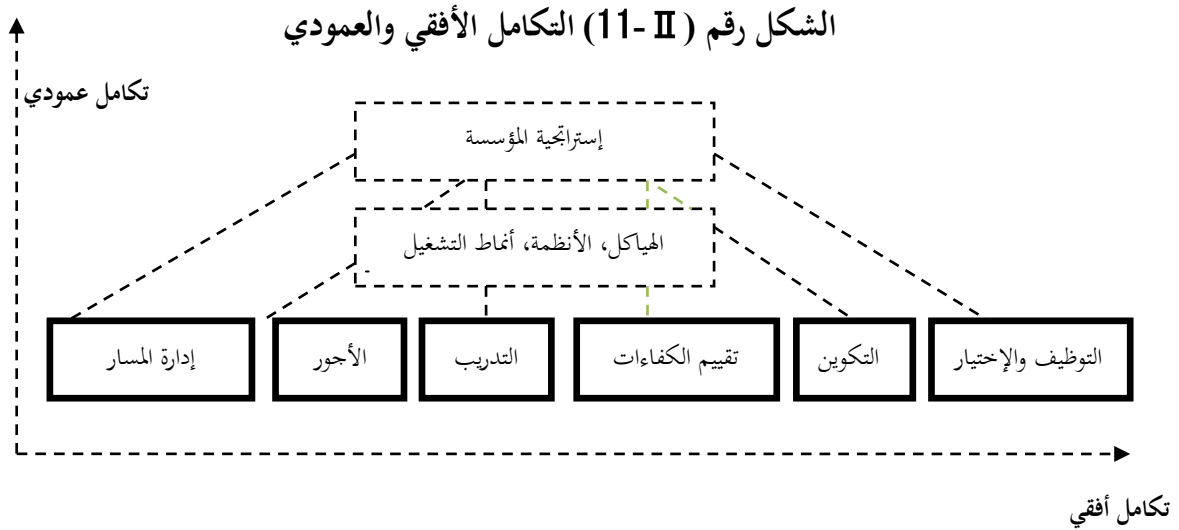 الشكل رقم (II -11) التكامل الأفقي والعمودي
تكامل عمودي
إستراتجية المؤسسة
الهياكل، الأنظمة، أنماط التشغيل
-
التوظيف والإختيار
التكوين
تقييم الكفاءات
التدريب
الأجور
إدارة المسار
تكامل أفقي